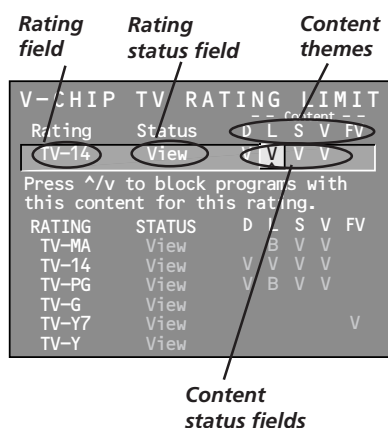 Rating field
Rating status field
Content themes
V-CHIP TV RATING LIMIT
- - Content - -
Rating Status D L S V FV
TV-14 View V V V V
Press ^/v to block programs with
this content for this rating.
RATING STATUS D L S V FV
TV-MA View B V V
TV-14 View V V V V
TV-PG View V B V V
TV-G View
TV-Y7 View V
TV-Y View
Content
status fields